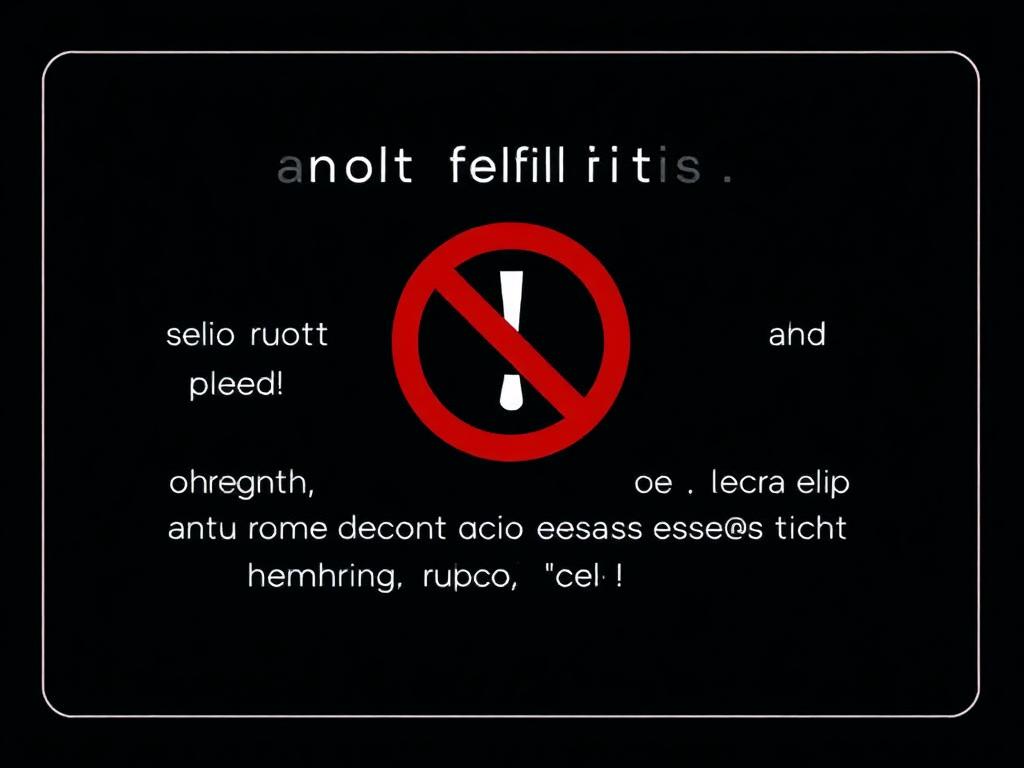 anolt felfill iritis .
selio ruott ahd
pleed!
ohregnth, oe . lecra elip
antu rome decont acio eesass esse@s ticht
hemhring, rupco, "cel· !